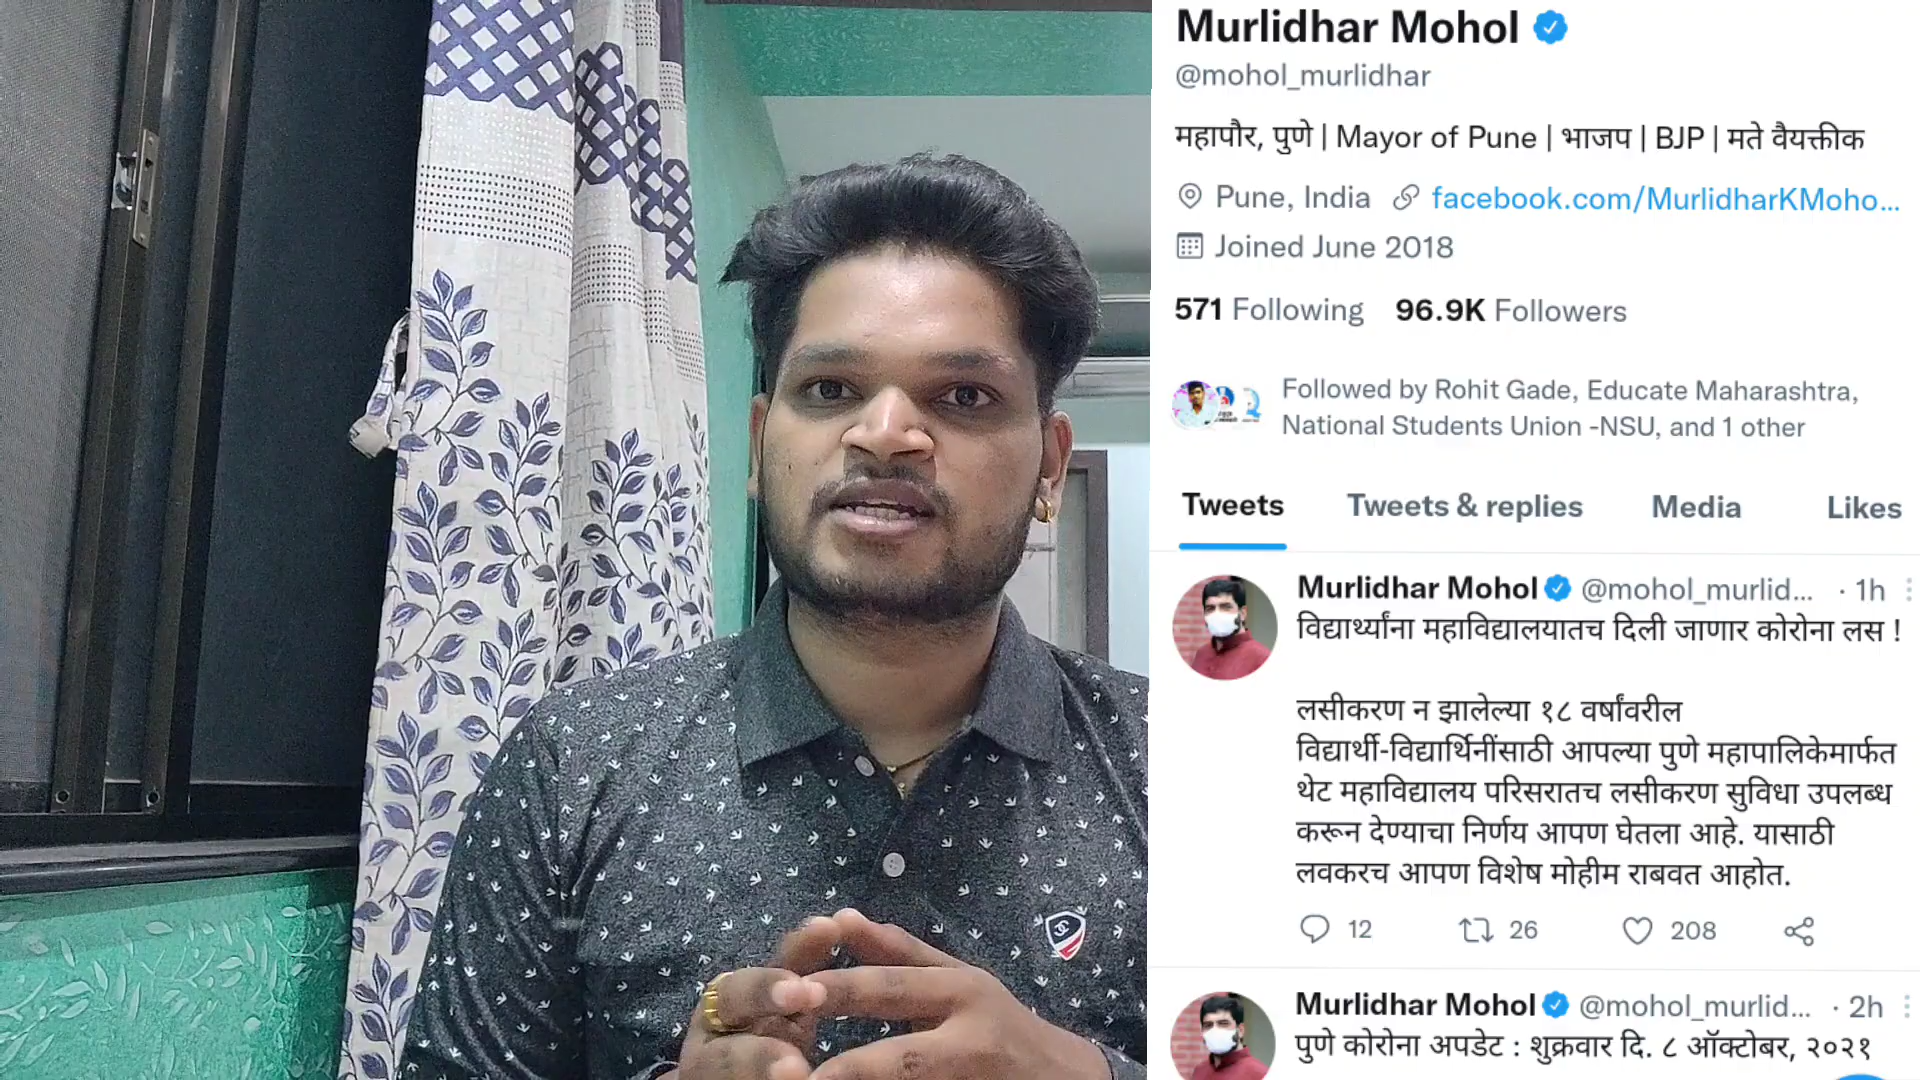 Murlidhar Mohol
@mohol_murlidhar
महापौर, पुणे | Mayor of Pune | भाजप | BJP | मते वैयक्तीक
Pune, India facebook.com/MurlidharKMoho...
Joined June 2018
571 Following 96.9K Followers
Followed by Rohit Gade, Educate Maharashtra,
National Students Union -NSU, and 1 other
Tweets Tweets & replies Media Likes
Murlidhar Mohol @mohol_murlid... · 1h
विद्यार्थ्यांना महाविद्यालयातच दिली जाणार कोरोना लस !
लसीकरण न झालेल्या १८ वर्षांवरील
विद्यार्थी-विद्यार्थिनींसाठी आपल्या पुणे महापालिकेमार्फत
थेट महाविद्यालय परिसरातच लसीकरण सुविधा उपलब्ध
करून देण्याचा निर्णय आपण घेतला आहे. यासाठी
लवकरच आपण विशेष मोहीम राबवत आहोत.
12 26 208
Murlidhar Mohol @mohol_murlid... · 2h
पुणे कोरोना अपडेट : शुक्रवार दि. ८ ऑक्टोबर, २०२१